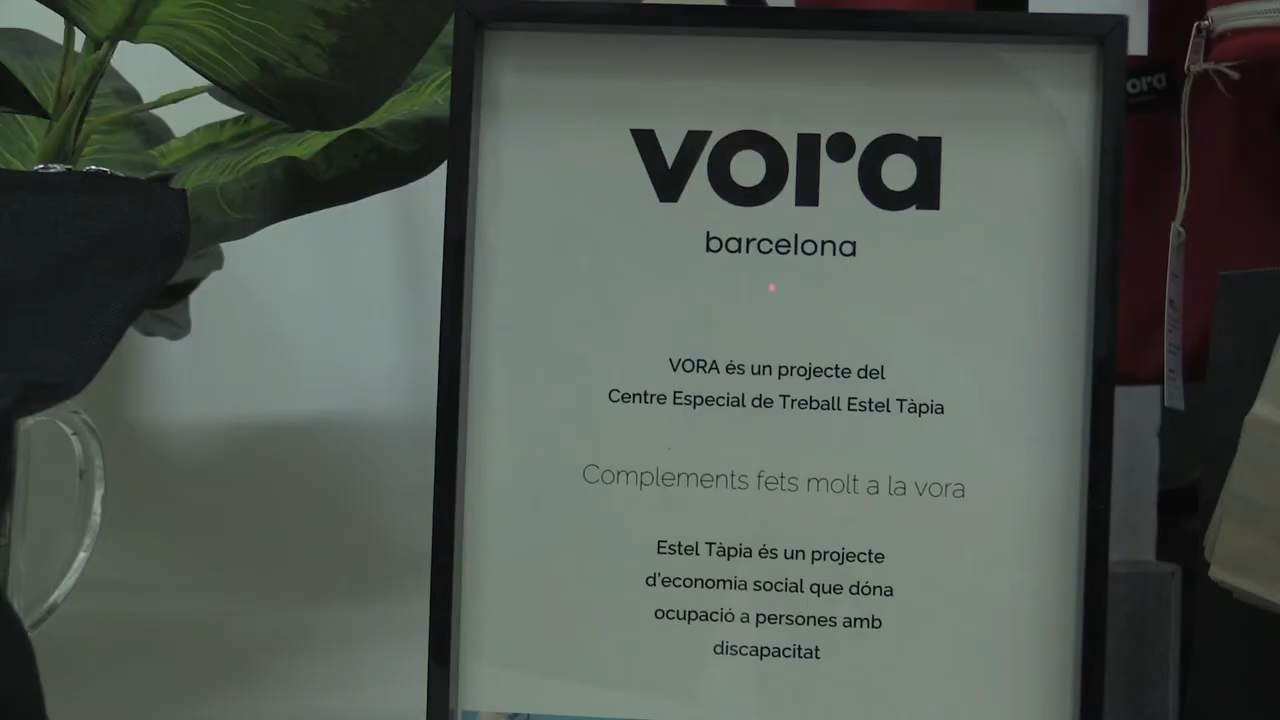 vora
barcelona
VORA és un projecte del
Centre Especial de Treball Estel Tàpia
Complements fets molt a la vora
Estel Tàpia és un projecte
d'economia social que dóna
ocupació a persones amb
discapacitat
ora